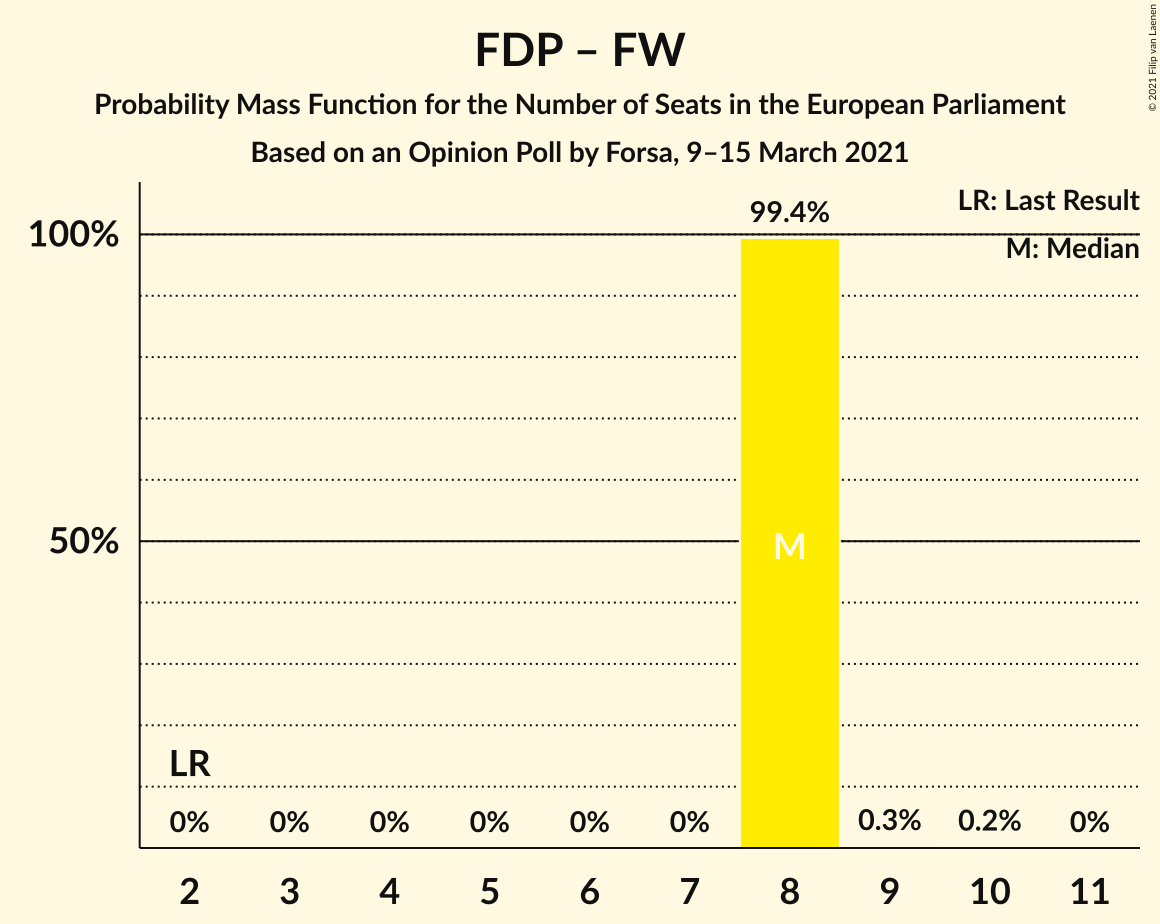 FDP – FW
Probability Mass Function for the Number of Seats in the European Parliament
Based on an Opinion Poll by Forsa, 9–15 March 2021
© 2021 Filip van Laenen
LR: Last Result
M: Median
99.4%
100%
50%
M
LR
0% 0% 0% 0% 0% 0% 0.3% 0.2% 0%
2 3 4 5 6 7 8 9 10 11